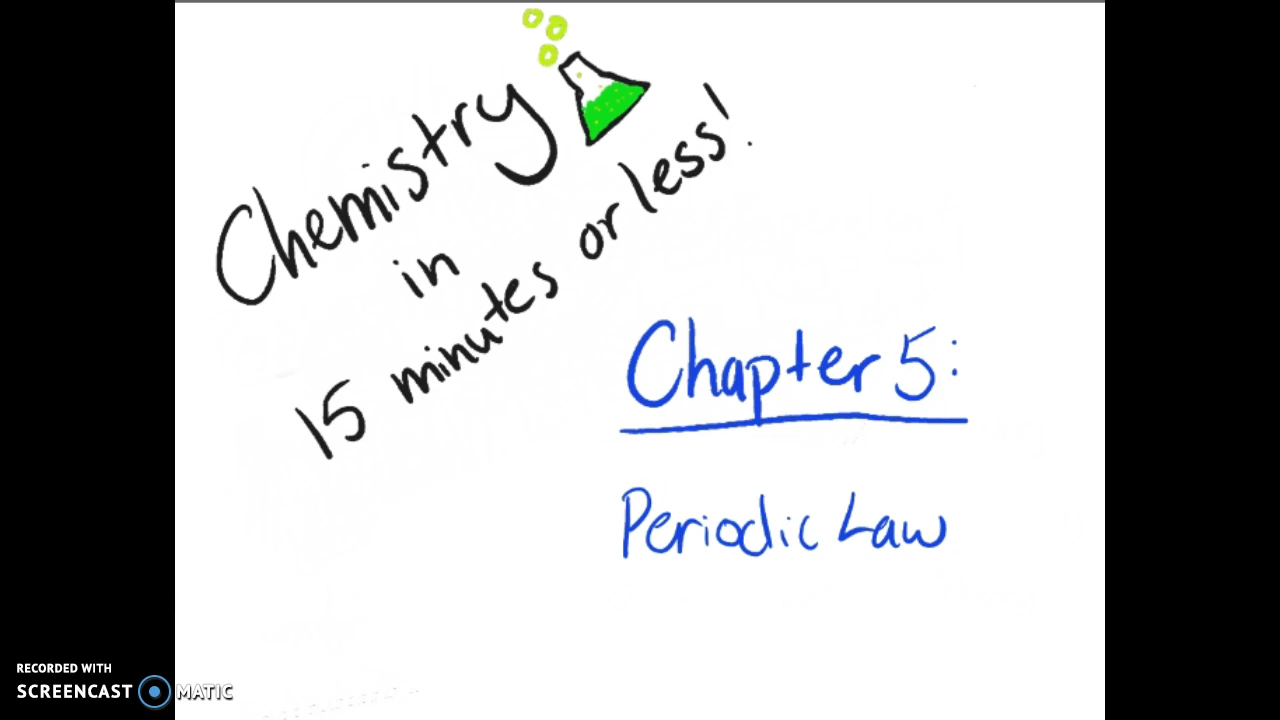 Chemistry
in
15 minutes or less!
Chapter 5:
Periodic Law
RECORDED WITH
SCREENCAST MATIC